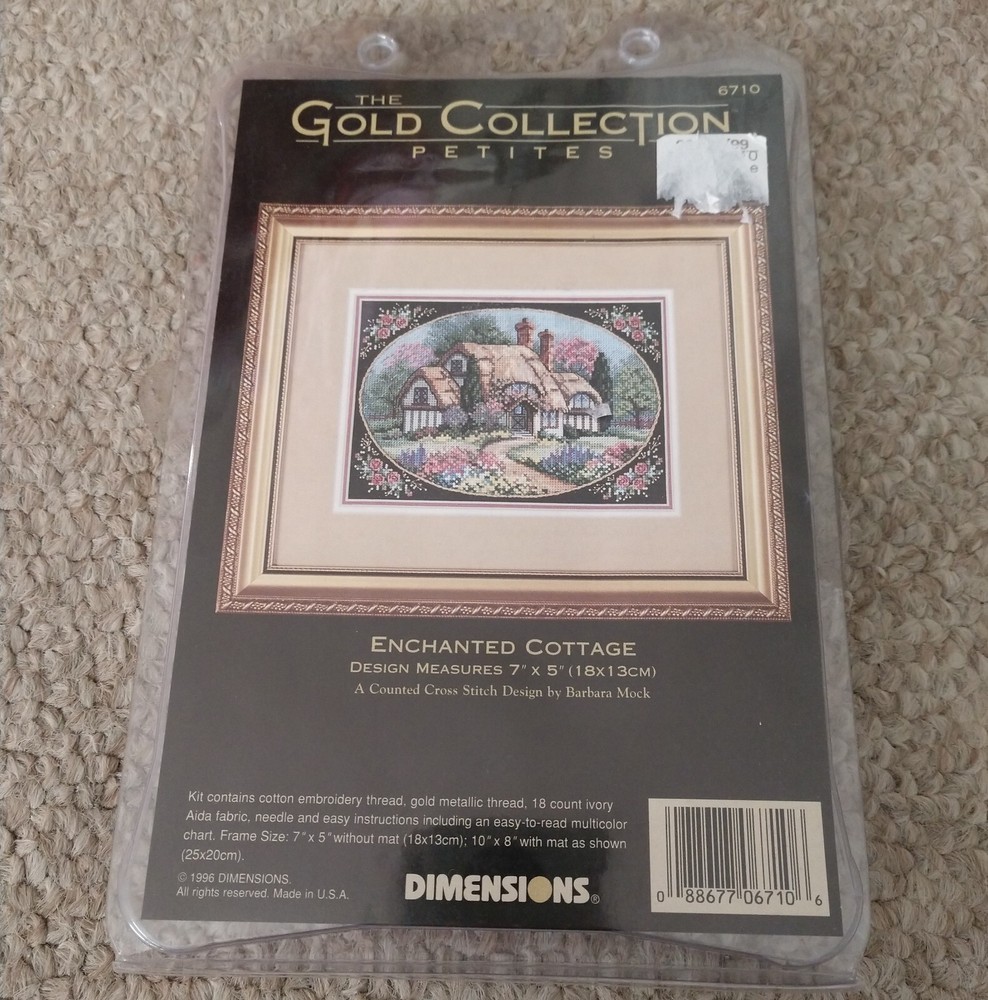 6710
THE
GOLD COLLECTION
PETITES
ENCHANTED COTTAGE
DESIGN MEASURES 7" X 5" (18X13CM)
A Counted Cross Stitch Design by Barbara Mock
Kit contains cotton embroidery thread, gold metallic thread, 18 count ivory
Aida fabric, needle and easy instructions including an easy-to-read multicolor
chart. Frame Size: 7" x 5" without mat (18x13cm); 10" x 8" with mat as shown
(25x20cm).
© 1996 DIMENSIONS.
All rights reserved. Made in U.S.A.
DIMENSIONS®
0 88677 06710 6